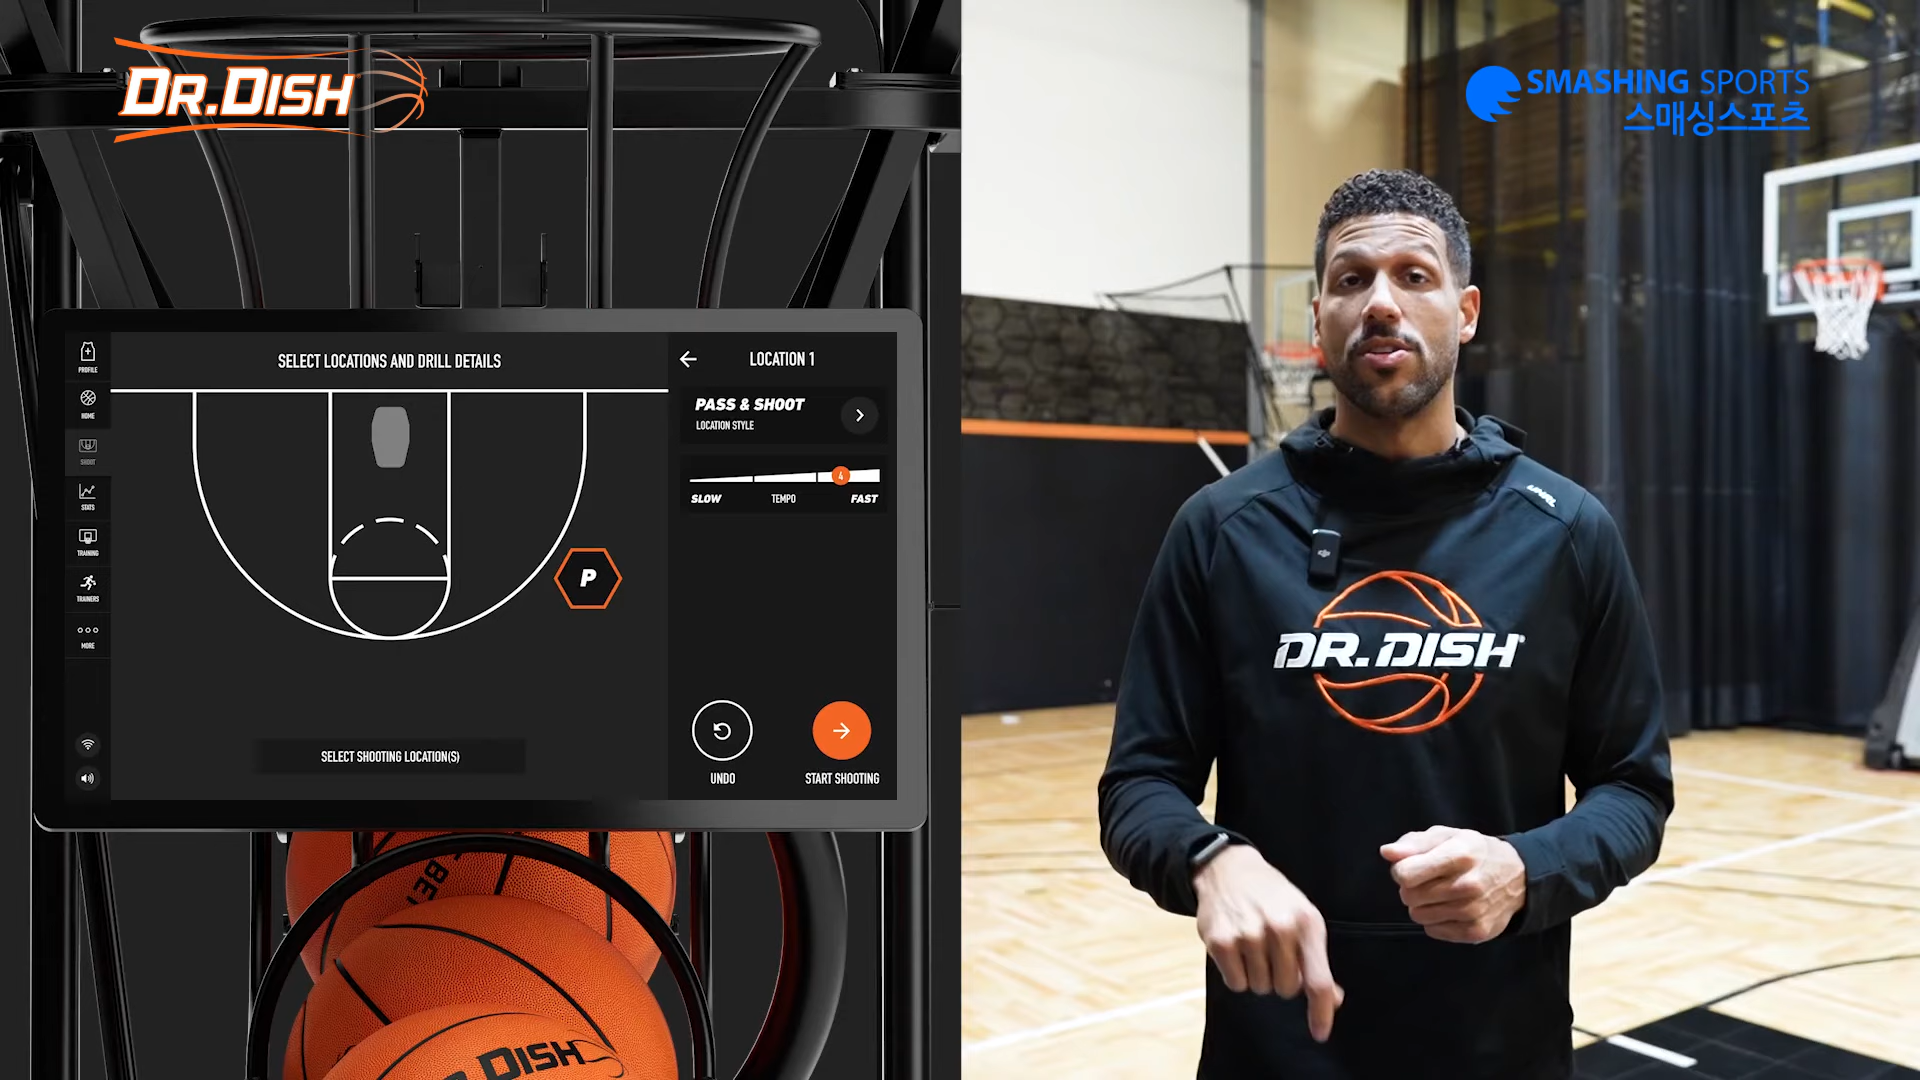 DR.DISH
SMASHING SPORTS
스매싱스포츠
PROFILE
HOME
SHOOT
STATS
TRAINING
TRAINERS
MORE
SELECT LOCATIONS AND DRILL DETAILS
P
SELECT SHOOTING LOCATION(S)
LOCATION 1
PASS & SHOOT
LOCATION STYLE
4
SLOW TEMPO FAST
UNDO
START SHOOTING
DR.DISH
DISH